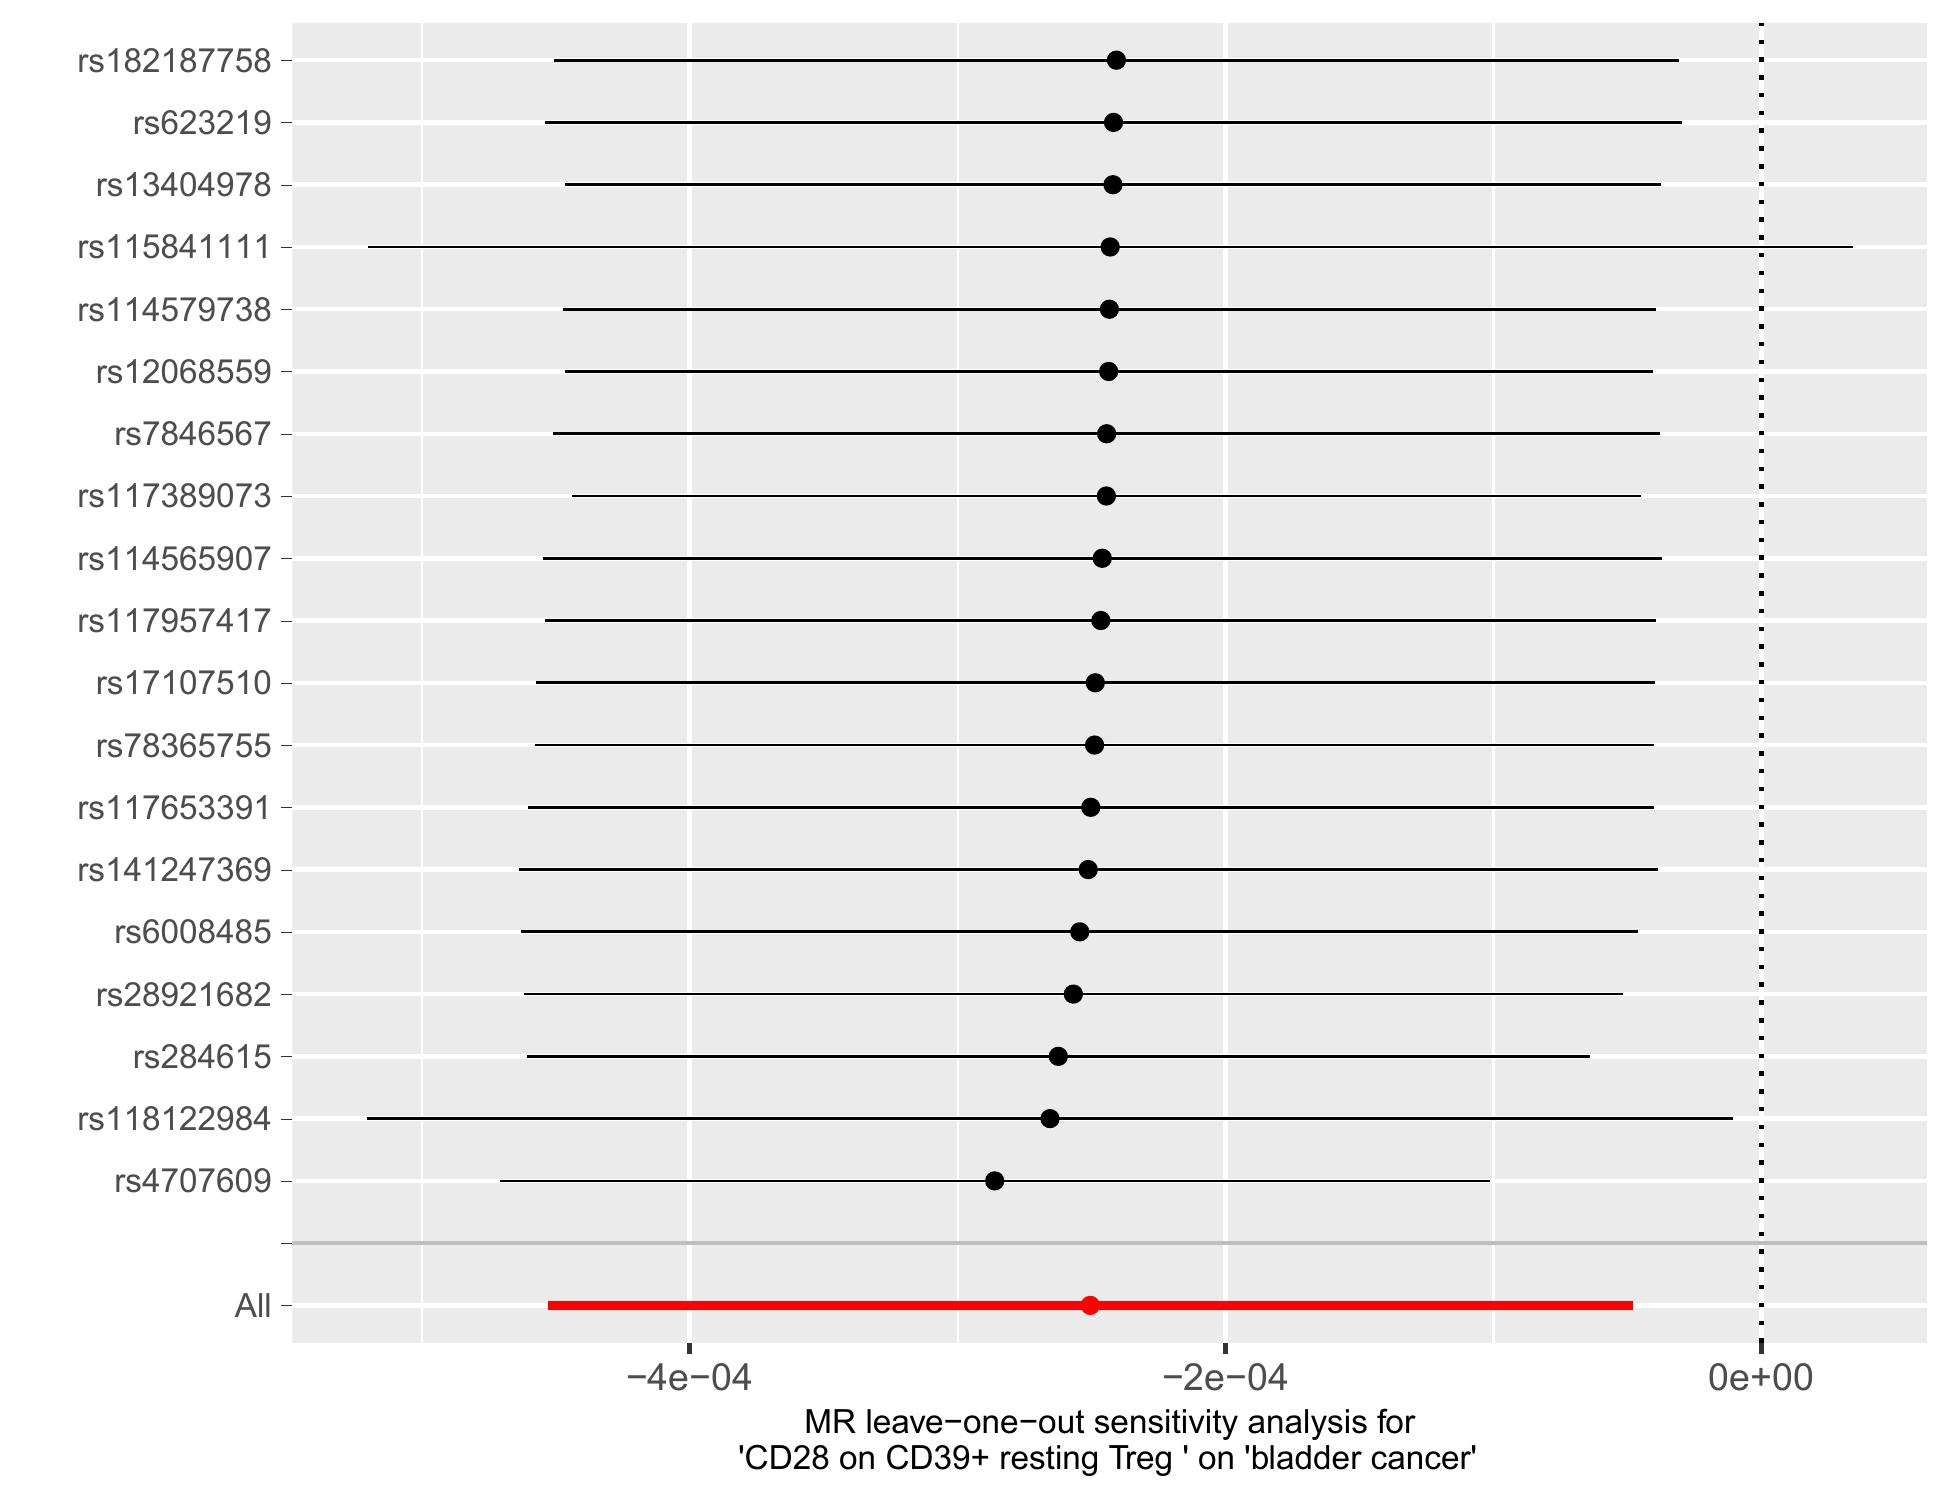 rs182187758
rs623219
rs13404978
rs115841111
rs114579738
rs12068559
rs7846567
rs117389073
rs114565907
rs117957417
rs17107510
rs78365755
rs117653391
rs141247369
rs6008485
rs28921682
rs284615
rs118122984
rs4707609
All
−4e−04 −2e−04 0e+00
MR leave−one−out sensitivity analysis for
'CD28 on CD39+ resting Treg ' on 'bladder cancer'